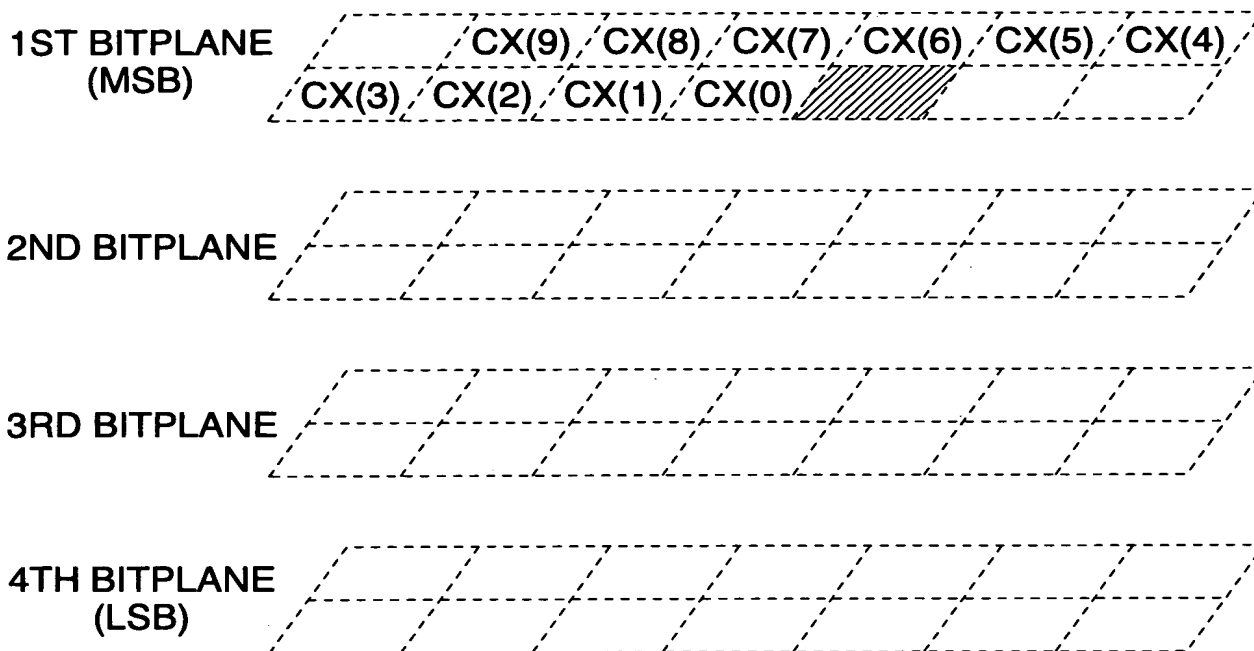 1ST BITPLANE
(MSB)
CX(9) CX(8) CX(7) CX(6) CX(5) CX(4)
CX(3) CX(2) CX(1) CX(0)
2ND BITPLANE
3RD BITPLANE
4TH BITPLANE
(LSB)